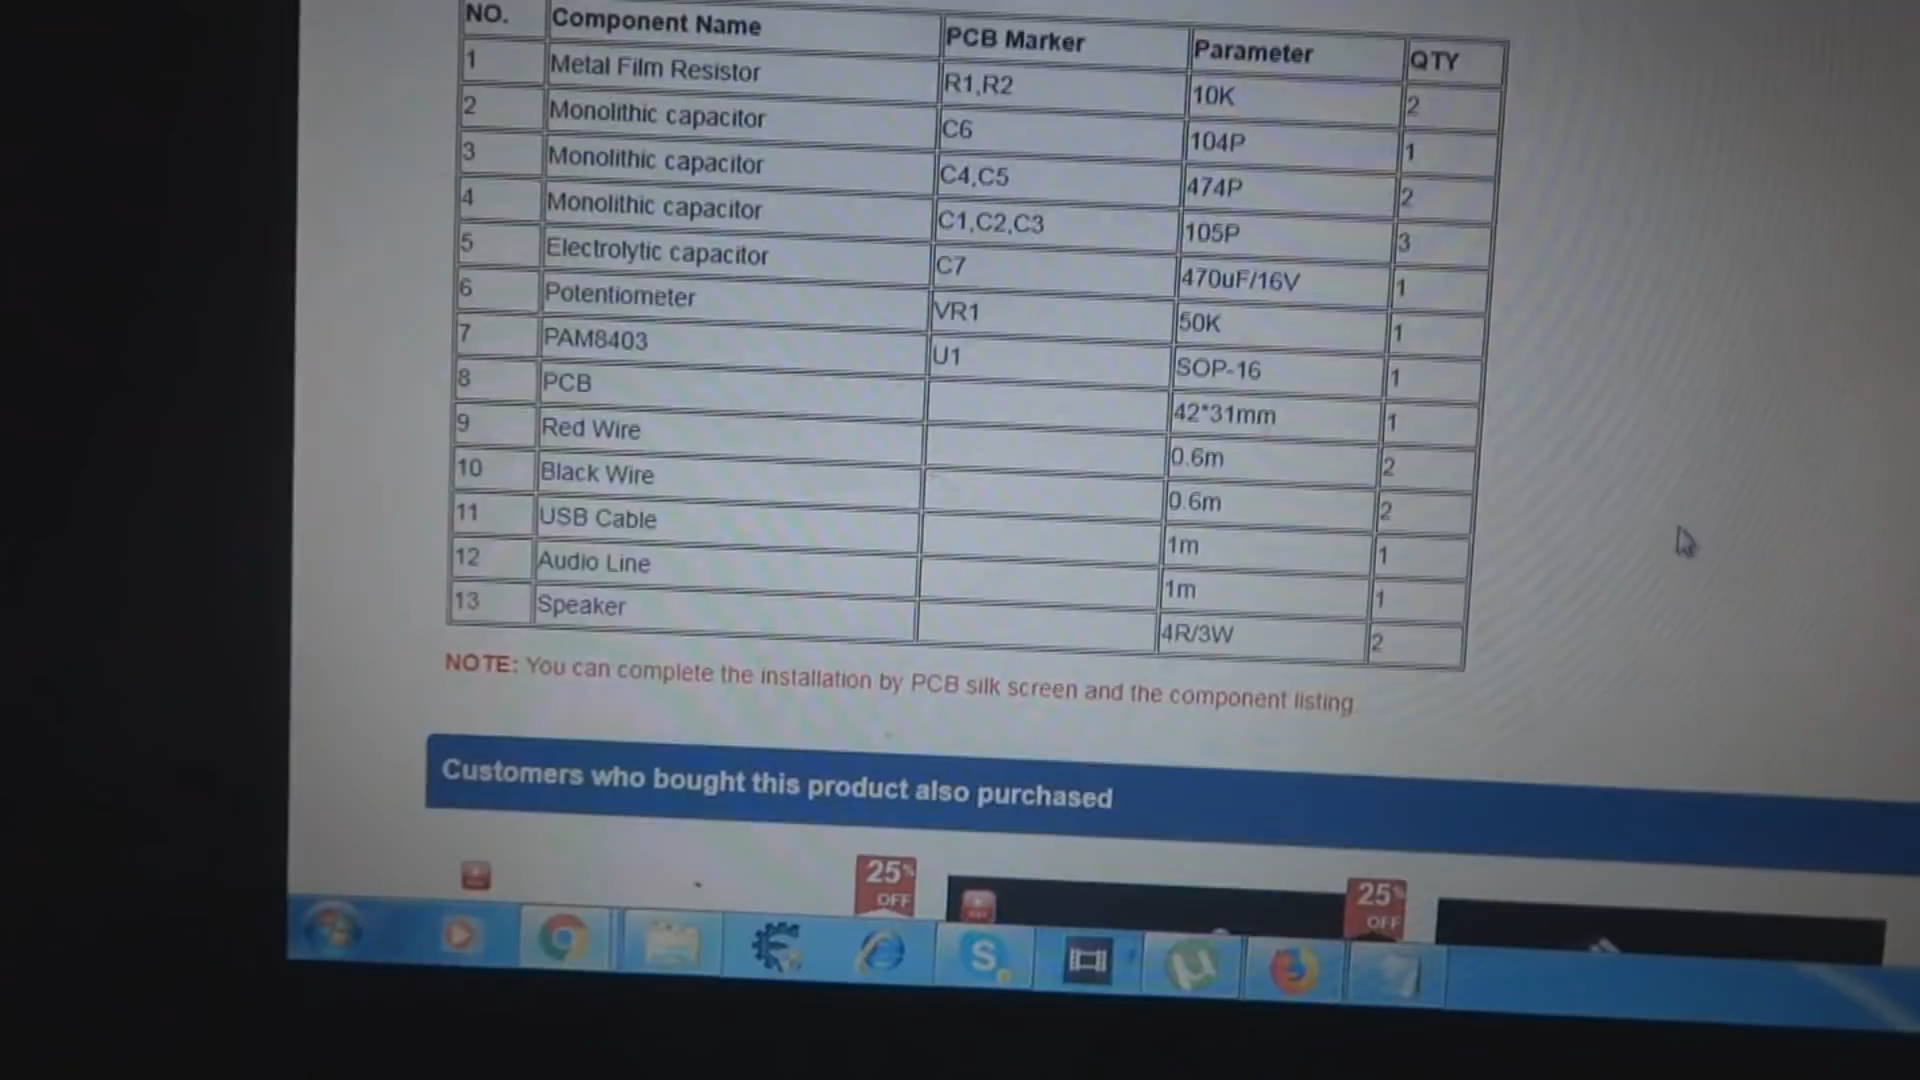 NO. Component Name PCB Marker Parameter QTY
1 Metal Film Resistor R1,R2 10K 2
2 Monolithic capacitor C6 104P 1
3 Monolithic capacitor C4,C5 474P 2
4 Monolithic capacitor C1,C2,C3 105P 3
5 Electrolytic capacitor C7 470uF/16V 1
6 Potentiometer VR1 50K 1
7 PAM8403 U1 SOP-16 1
8 PCB 42*31mm 1
9 Red Wire 0.6m 2
10 Black Wire 0.6m 2
11 USB Cable 1m 1
12 Audio Line 1m 1
13 Speaker 4R/3W 2
NOTE: You can complete the installation by PCB silk screen and the component listing.
Customers who bought this product also purchased
25% OFF
25% OFF